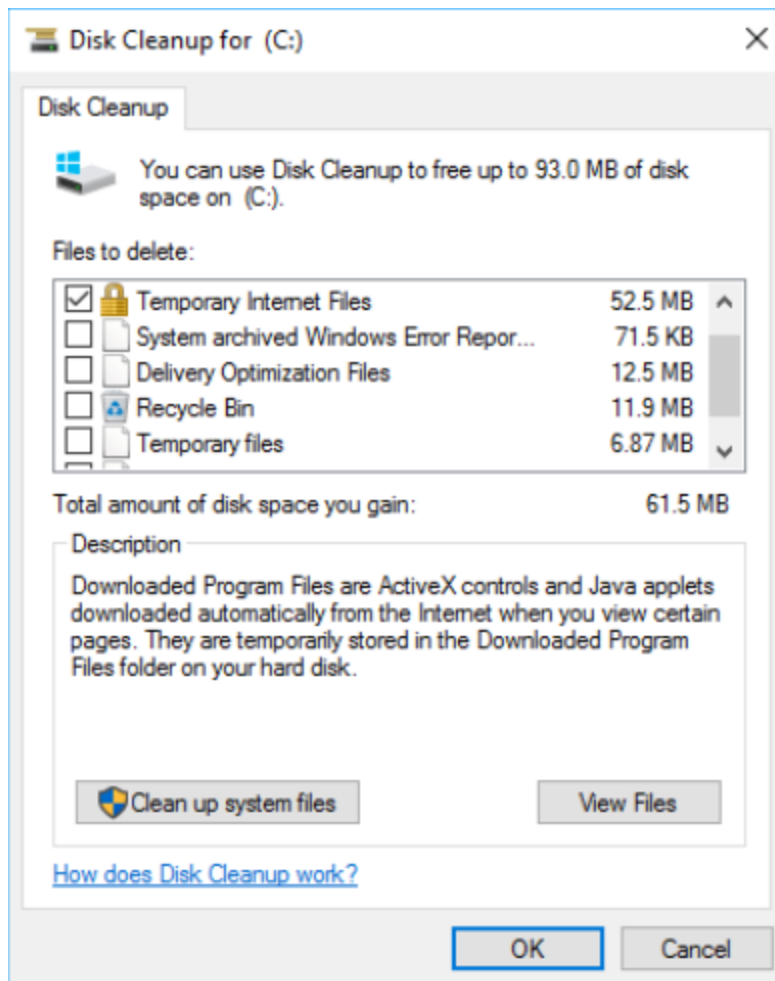 Disk Cleanup for (C:)
Disk Cleanup
You can use Disk Cleanup to free up to 93.0 MB of disk
space on (C:).
Files to delete:
Temporary Internet Files 52.5 MB
System archived Windows Error Repor... 71.5 KB
Delivery Optimization Files 12.5 MB
Recycle Bin 11.9 MB
Temporary files 6.87 MB
Total amount of disk space you gain: 61.5 MB
Description
Downloaded Program Files are ActiveX controls and Java applets
downloaded automatically from the Internet when you view certain
pages. They are temporarily stored in the Downloaded Program
Files folder on your hard disk.
Clean up system files View Files
How does Disk Cleanup work?
OK Cancel